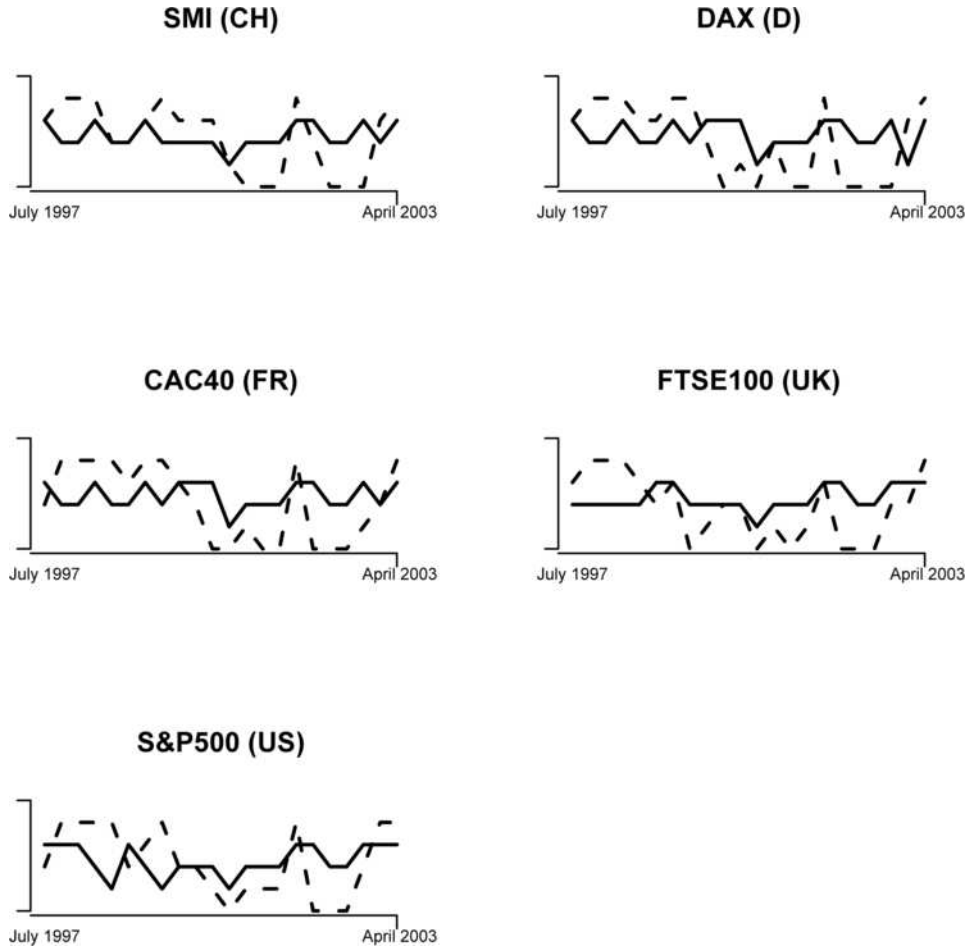 SMI (CH)
July 1997
April 2003
DAX (D)
July 1997
April 2003
CAC40 (FR)
July 1997
April 2003
FTSE100 (UK)
July 1997
April 2003
S&P500 (US)
July 1997
April 2003